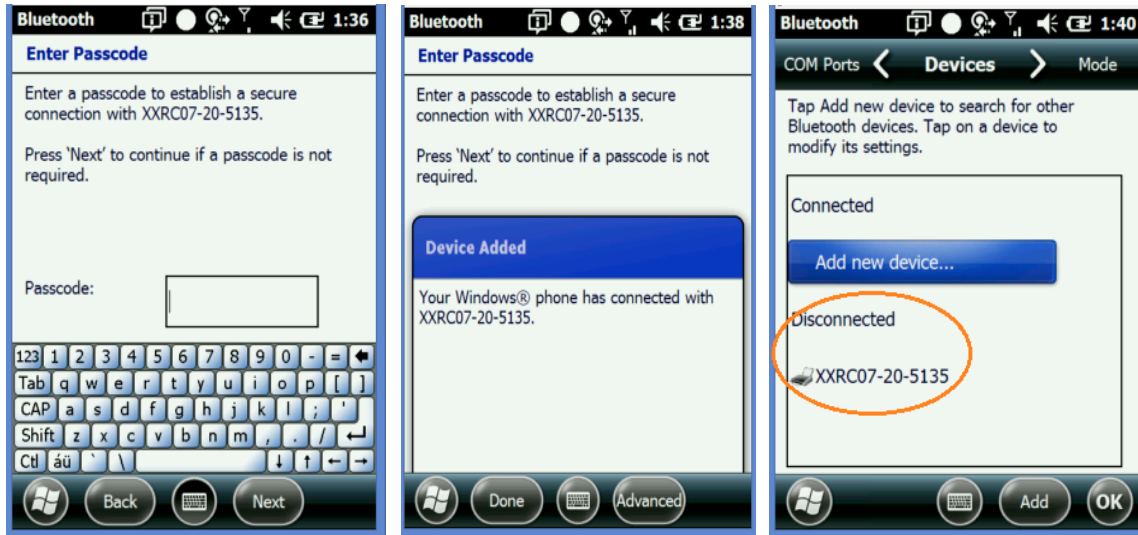 Bluetooth 1:36
Enter Passcode
Enter a passcode to establish a secure
connection with XXRC07-20-5135.
Press 'Next' to continue if a passcode is not
required.
Passcode:
123 1 2 3 4 5 6 7 8 9 0 - =
Tab q w e r t y u i o p [ ]
CAP a s d f g h j k l ; '
Shift z x c v b n m , . /
Ctl áü ` \
Back Next
Bluetooth 1:38
Enter Passcode
Enter a passcode to establish a secure
connection with XXRC07-20-5135.
Press 'Next' to continue if a passcode is not
required.
Device Added
Your Windows® phone has connected with
XXRC07-20-5135.
Done Advanced
Bluetooth 1:40
COM Ports Devices Mode
Tap Add new device to search for other
Bluetooth devices. Tap on a device to
modify its settings.
Connected
Add new device...
Disconnected
XXRC07-20-5135
Add OK